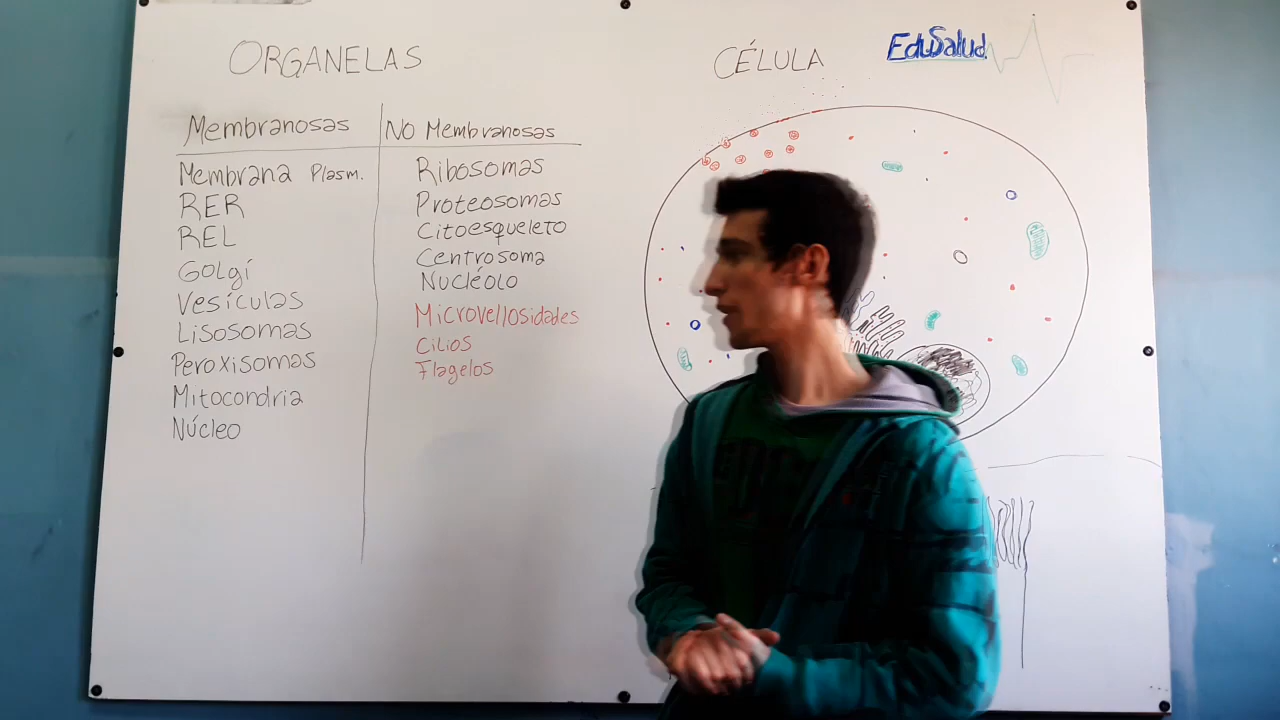 ORGANELAS
Membranosas
Membrana Plasm.
RER
REL
GOLgí
Vesículas
Lisosomas
Peroxisomas
Mitocondria
Núcleo
No Membranosas
Ribosomas
Proteosomas
Citoesqueleto
Centrosoma
Nucléolo
Microvellosidades
Cilios
Flagelos
CÉLULA
EduSalud